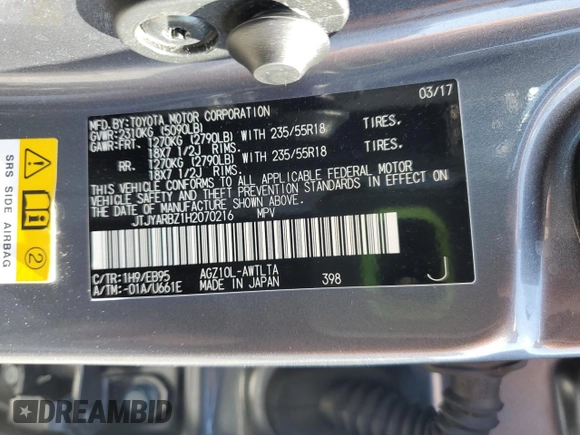 MFD.BY:TOYOTA MOTOR CORPORATION 03/17
GVWR:2310KG (5090LB)
GAWR:FRT. 1270KG (2790LB) WITH 235/55R18 TIRES.
18X7 1/2J RIMS.
RR. 1270KG (2790LB) WITH 235/55R18 TIRES.
18X7 1/2J RIMS.
THIS VEHICLE CONFORMS TO ALL APPLICABLE FEDERAL MOTOR
VEHICLE SAFETY AND THEFT PREVENTION STANDARDS IN EFFECT ON
THE DATE OF MANUFACTURE SHOWN ABOVE.
JTJYARBZ1H2070216 MPV
C/TR:1H9/EB95 AGZ10L-AWTLTA
A/TM:-01A/U661E MADE IN JAPAN 398 J
SRS SIDE AIRBAG
2
DREAMBID